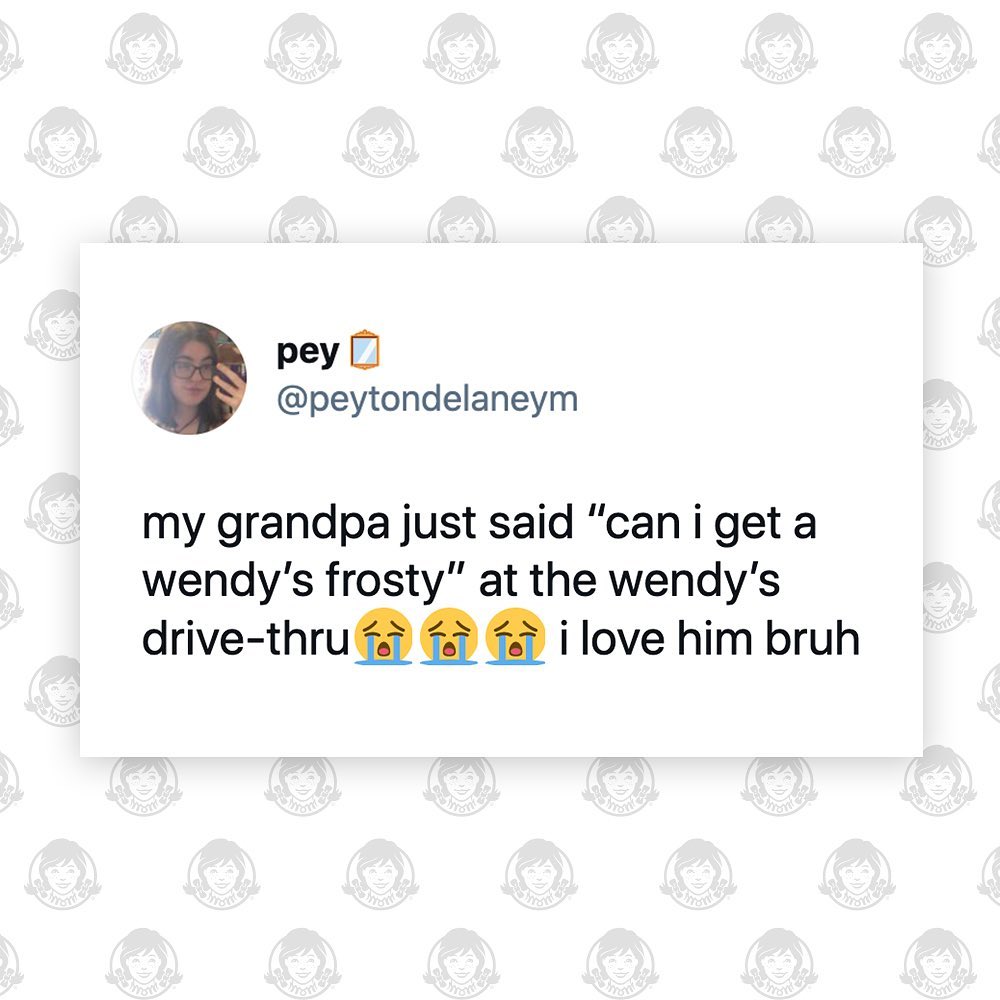 pey🪞
@peytondelaneym
my grandpa just said “can i get a
wendy’s frosty” at the wendy’s
drive-thru😭😭😭 i love him bruh